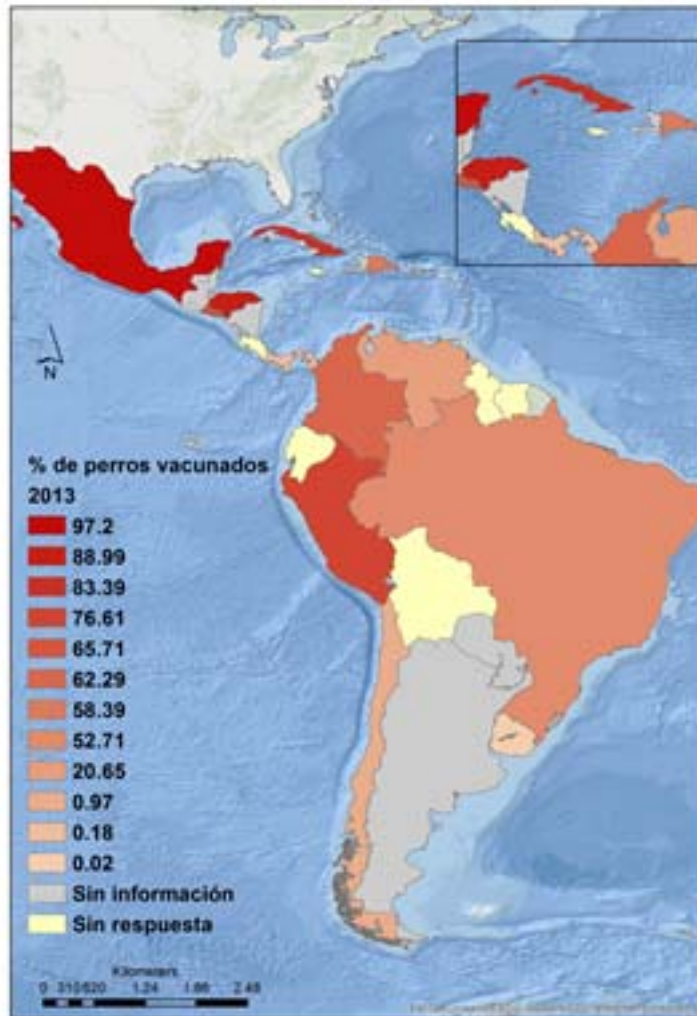 N
% de perros vacunados
2013
97.2
88.99
83.39
76.61
65.71
62.29
58.39
52.71
20.65
0.97
0.18
0.02
Sin información
Sin respuesta
Kilometers
0 310 620 1.24 1.86 2.48